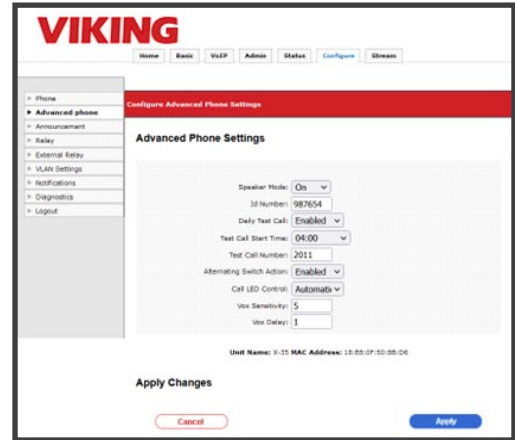 VIKING
Home Basic VoIP Admin Status Configure Stream
Phone
Advanced phone
Announcement
Relay
External Relay
VLAN Settings
Notifications
Diagnostics
Logout
Configure Advanced Phone Settings
Advanced Phone Settings
Speaker Mode: On
Id Number: 987654
Daily Test Call: Enabled
Test Call Start Time: 04:00
Test Call Number: 2011
Alternating Switch Action: Enabled
Call LED Control: Automatic
Vox Sensitivity: 5
Vox Delay: 1
Unit Name: X-35 MAC Address:
Apply Changes
Cancel Apply